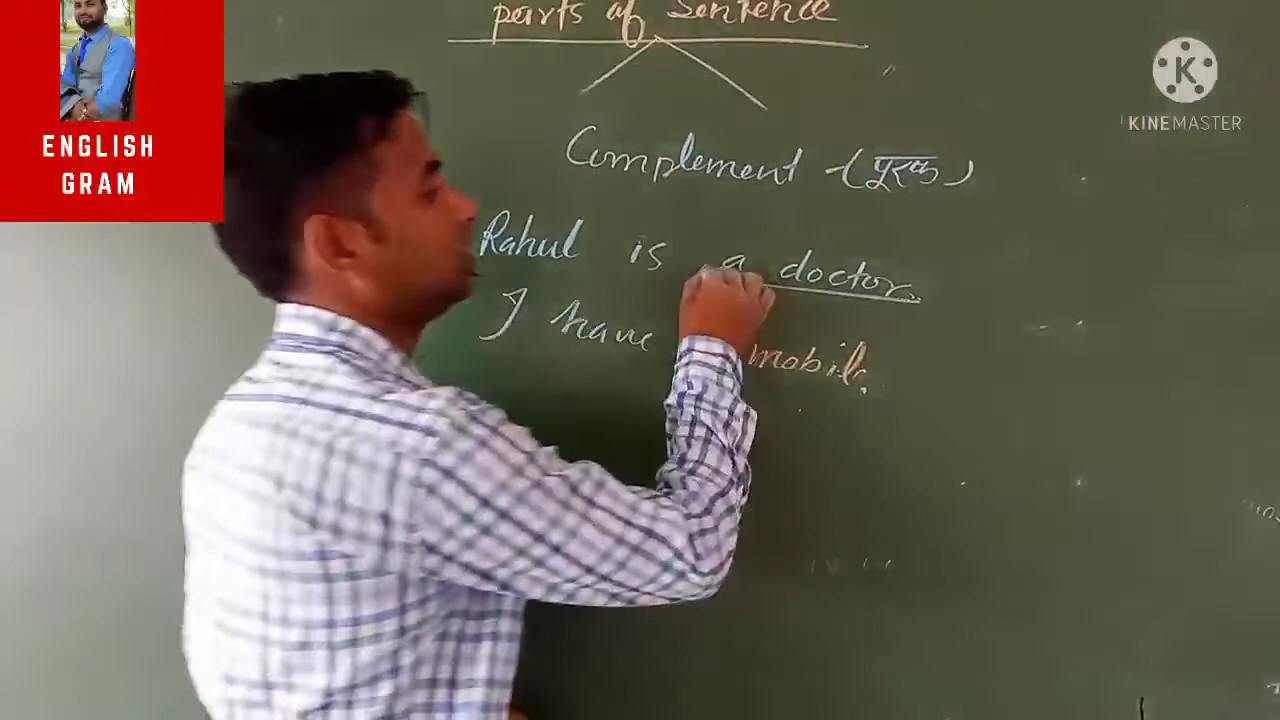 parts of Sentence
ENGLISH
GRAM
KINEMASTER
Complement (पूरक)
Rahul is a doctor.
I have mobile.